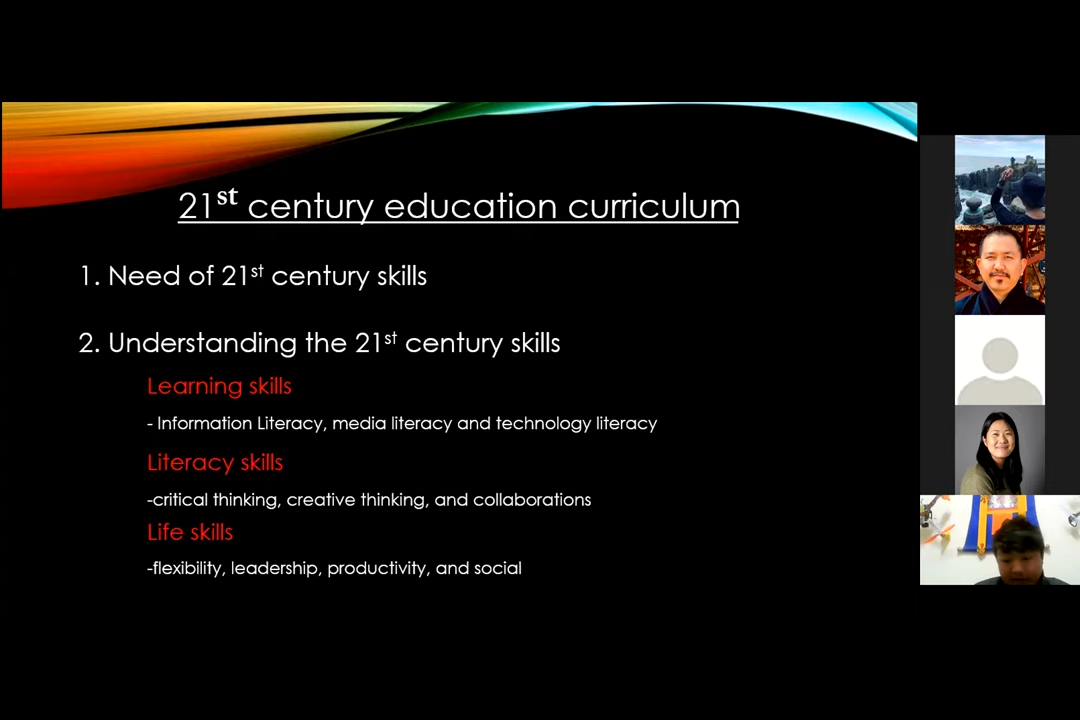 21st century education curriculum
1. Need of 21st century skills
2. Understanding the 21st century skills
Learning skills
- Information Literacy, media literacy and technology literacy
Literacy skills
-critical thinking, creative thinking, and collaborations
Life skills
-flexibility, leadership, productivity, and social